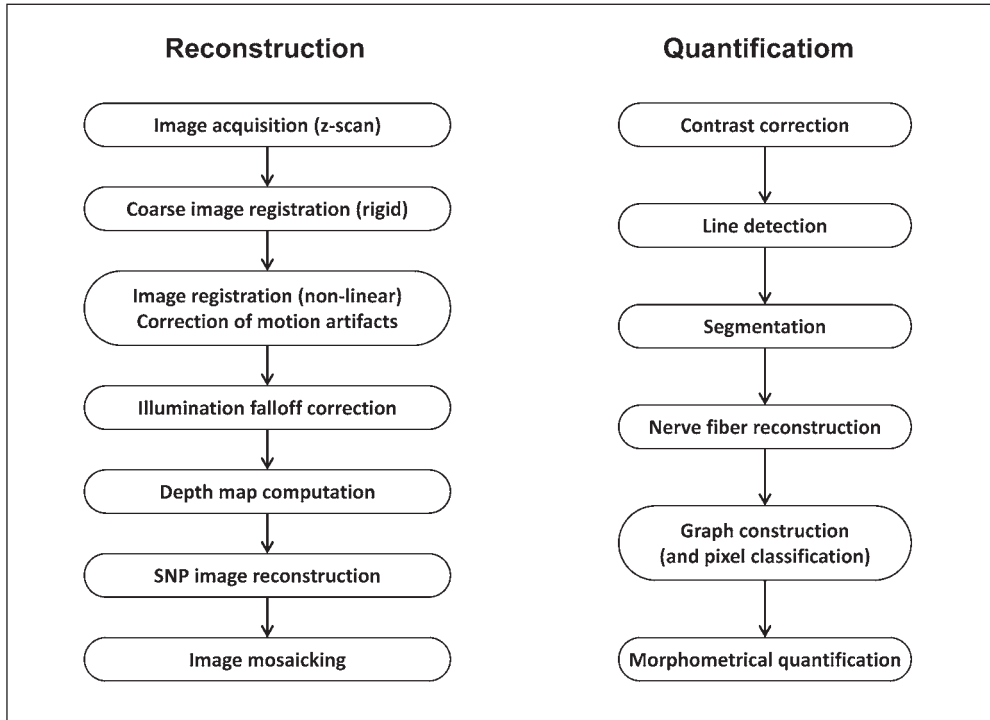 Reconstruction
Image acquisition (z-scan)
Coarse image registration (rigid)
Image registration (non-linear)
Correction of motion artifacts
Illumination falloff correction
Depth map computation
SNP image reconstruction
Image mosaicking
Quantificatiom
Contrast correction
Line detection
Segmentation
Nerve fiber reconstruction
Graph construction
(and pixel classification)
Morphometrical quantification